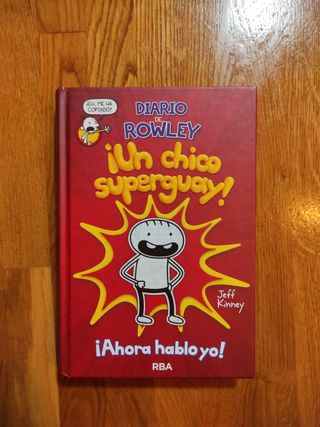 ¡EH, ME HA
COPIADO!
DIARIO
DE
ROWLEY
¡Un chico
superguay!
Jeff
Kinney
¡Ahora hablo yo!
RBA